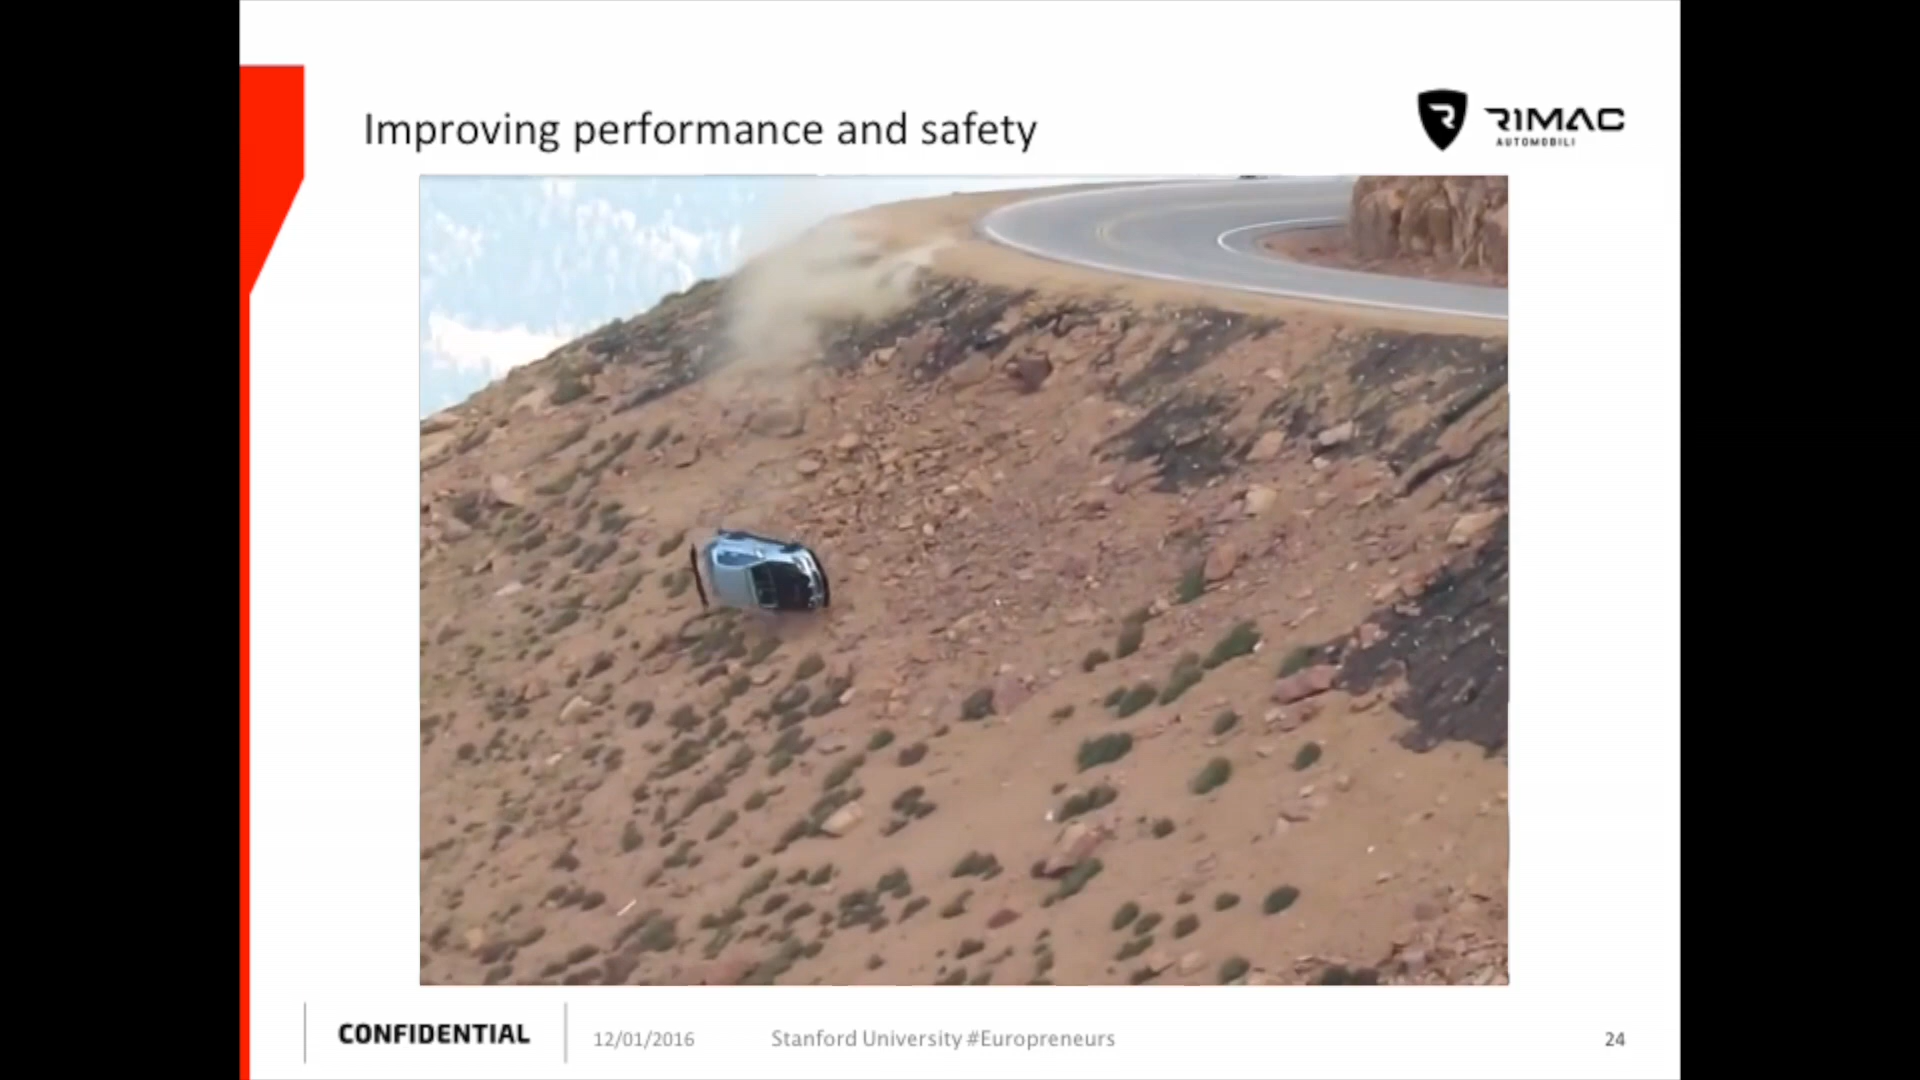 Improving performance and safety
RIMAC
AUTOMOBILI
CONFIDENTIAL
12/01/2016
Stanford University #Europreneurs
24